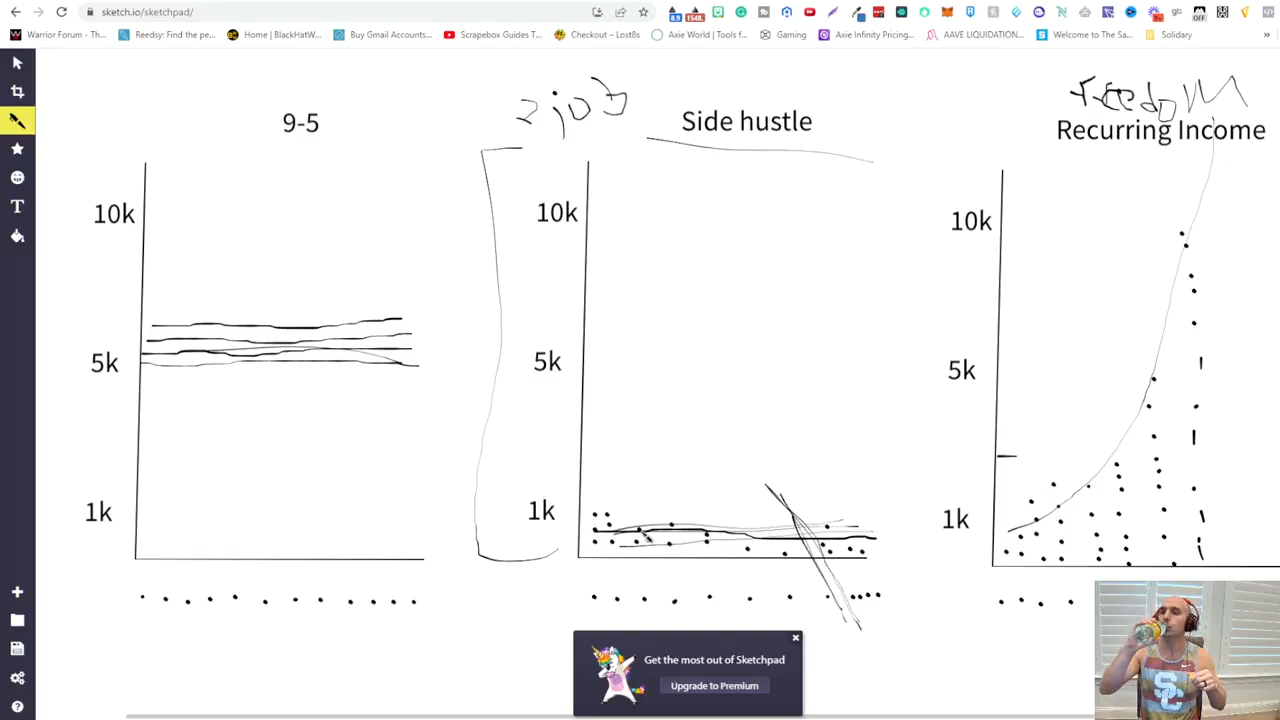 sketch.io/sketchpad/
Warrior Forum - Th...
Reedsy: Find the pe...
Home | BlackHatW...
Buy Gmail Accounts...
Scrapebox Guides T...
Checkout – Lost8s
Axie World | Tools f...
Gaming
Axie Infinity Pricing...
AAVE LIQUIDATION...
Welcome to The Sa...
Solidary
»
2 job
freedom
9-5
Side hustle
Recurring Income
10k
5k
1k
10k
5k
1k
10k
5k
1k
Get the most out of Sketchpad
Upgrade to Premium
SC